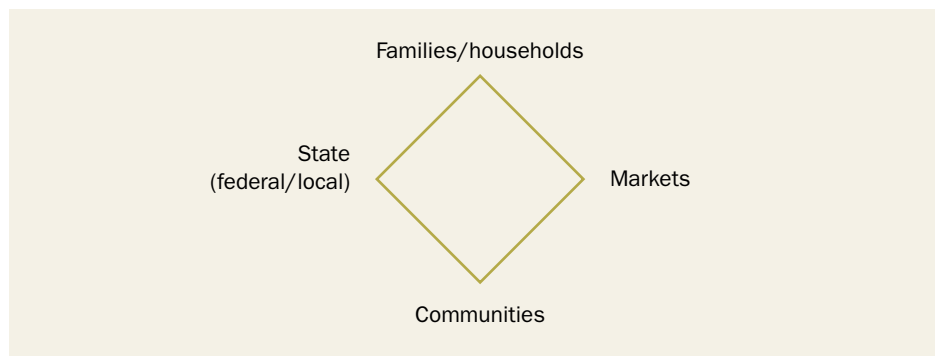 Families/households
State
(federal/local)
Markets
Communities